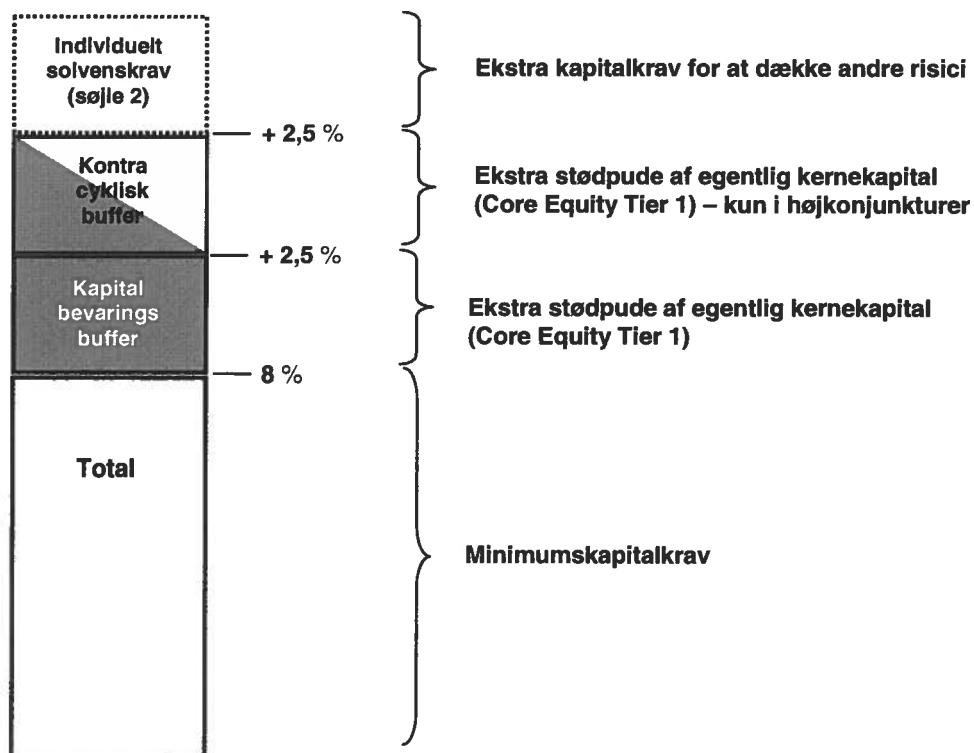 Individuelt
solvenskrav
(søjle 2)
Ekstra kapitalkrav for at dække andre risici
+ 2,5 %
Kontra
cyklisk
buffer
Ekstra stødpude af egentlig kernekapital
(Core Equity Tier 1) – kun i højkonjunkturer
+ 2,5 %
Kapital
bevarings
buffer
Ekstra stødpude af egentlig kernekapital
(Core Equity Tier 1)
8 %
Total
Minimumskapitalkrav